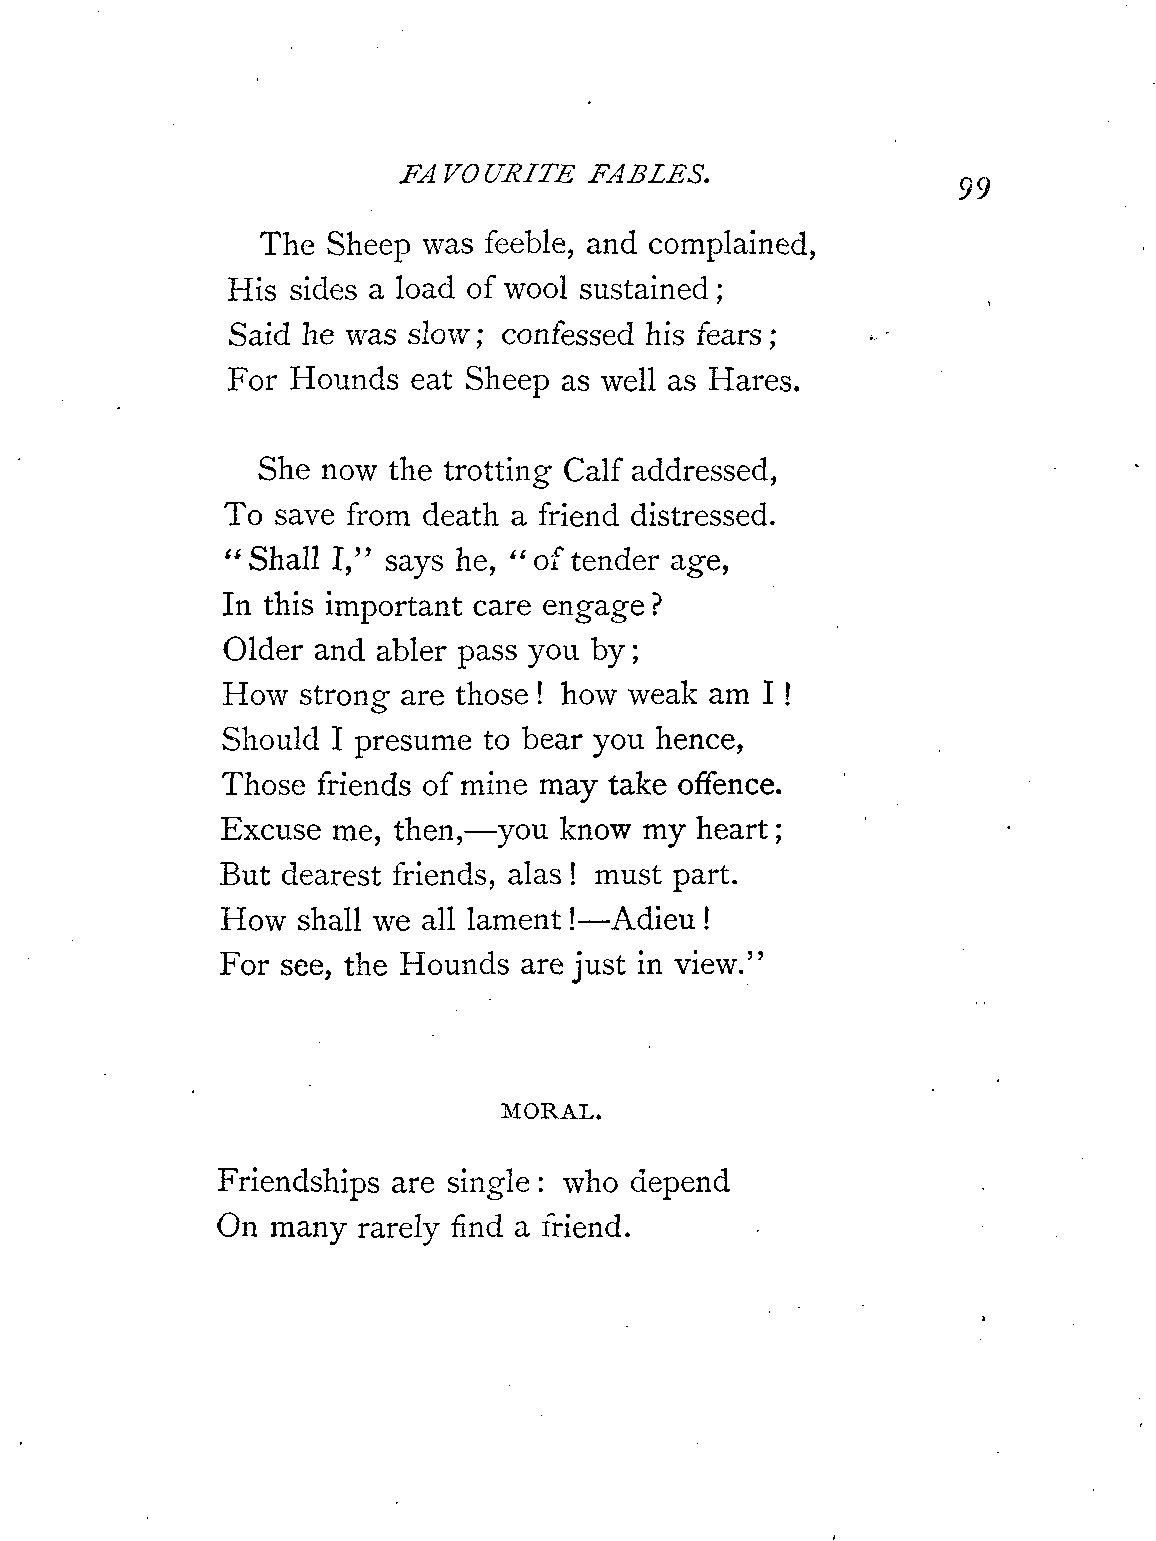 FAVOURITE FABLES.
99
The Sheep was feeble, and complained,
His sides a load of wool sustained;
Said he was slow; confessed his fears;
For Hounds eat Sheep as well as Hares.
She now the trotting Calf addressed,
To save from death a friend distressed.
“Shall I,” says he, “of tender age,
In this important care engage?
Older and abler pass you by;
How strong are those! how weak am I!
Should I presume to bear you hence,
Those friends of mine may take offence.
Excuse me, then,—you know my heart;
But dearest friends, alas! must part.
How shall we all lament!—Adieu!
For see, the Hounds are just in view.”
MORAL.
Friendships are single: who depend
On many rarely find a friend.